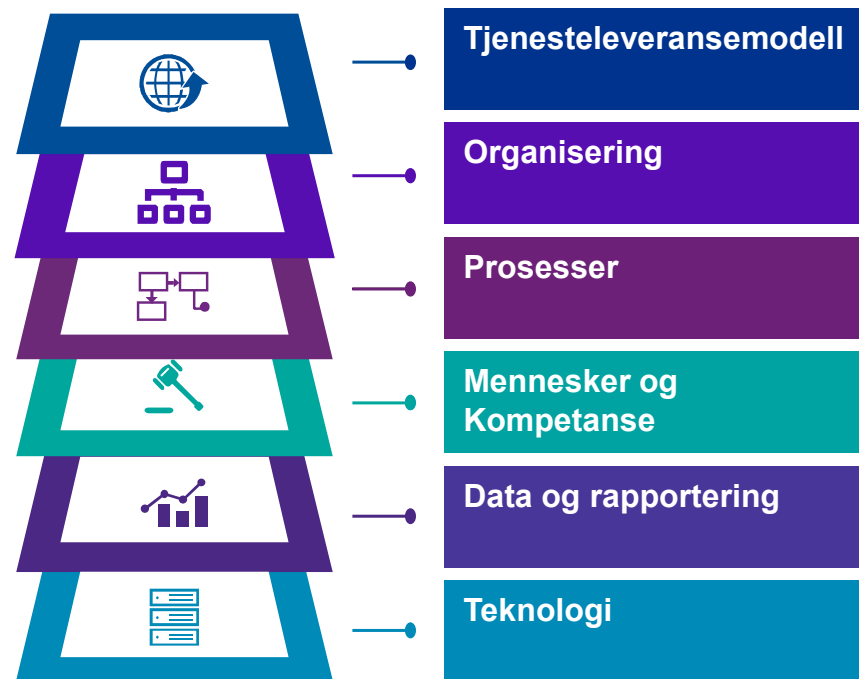 Tjenesteleveransemodell
Organisering
Prosesser
Mennesker og
Kompetanse
Data og rapportering
Teknologi